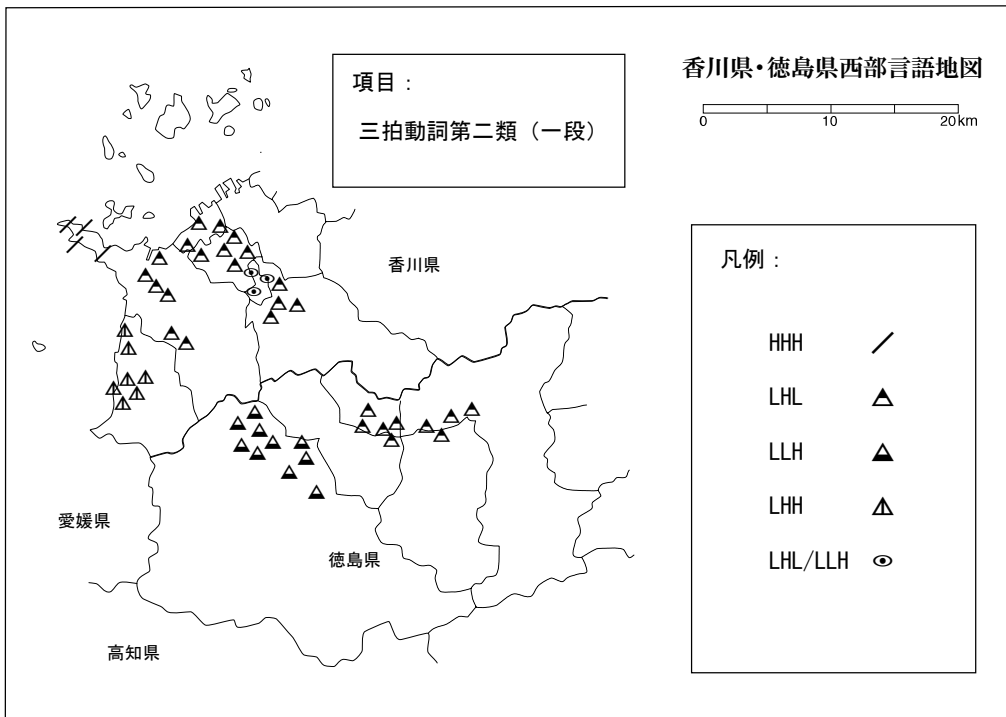 香川県・徳島県西部言語地図
0 10 20km
項目：
三拍動詞第二類（一段）
香川県
愛媛県
徳島県
高知県
凡例：
HHH
LHL
LLH
LHH
LHL/LLH